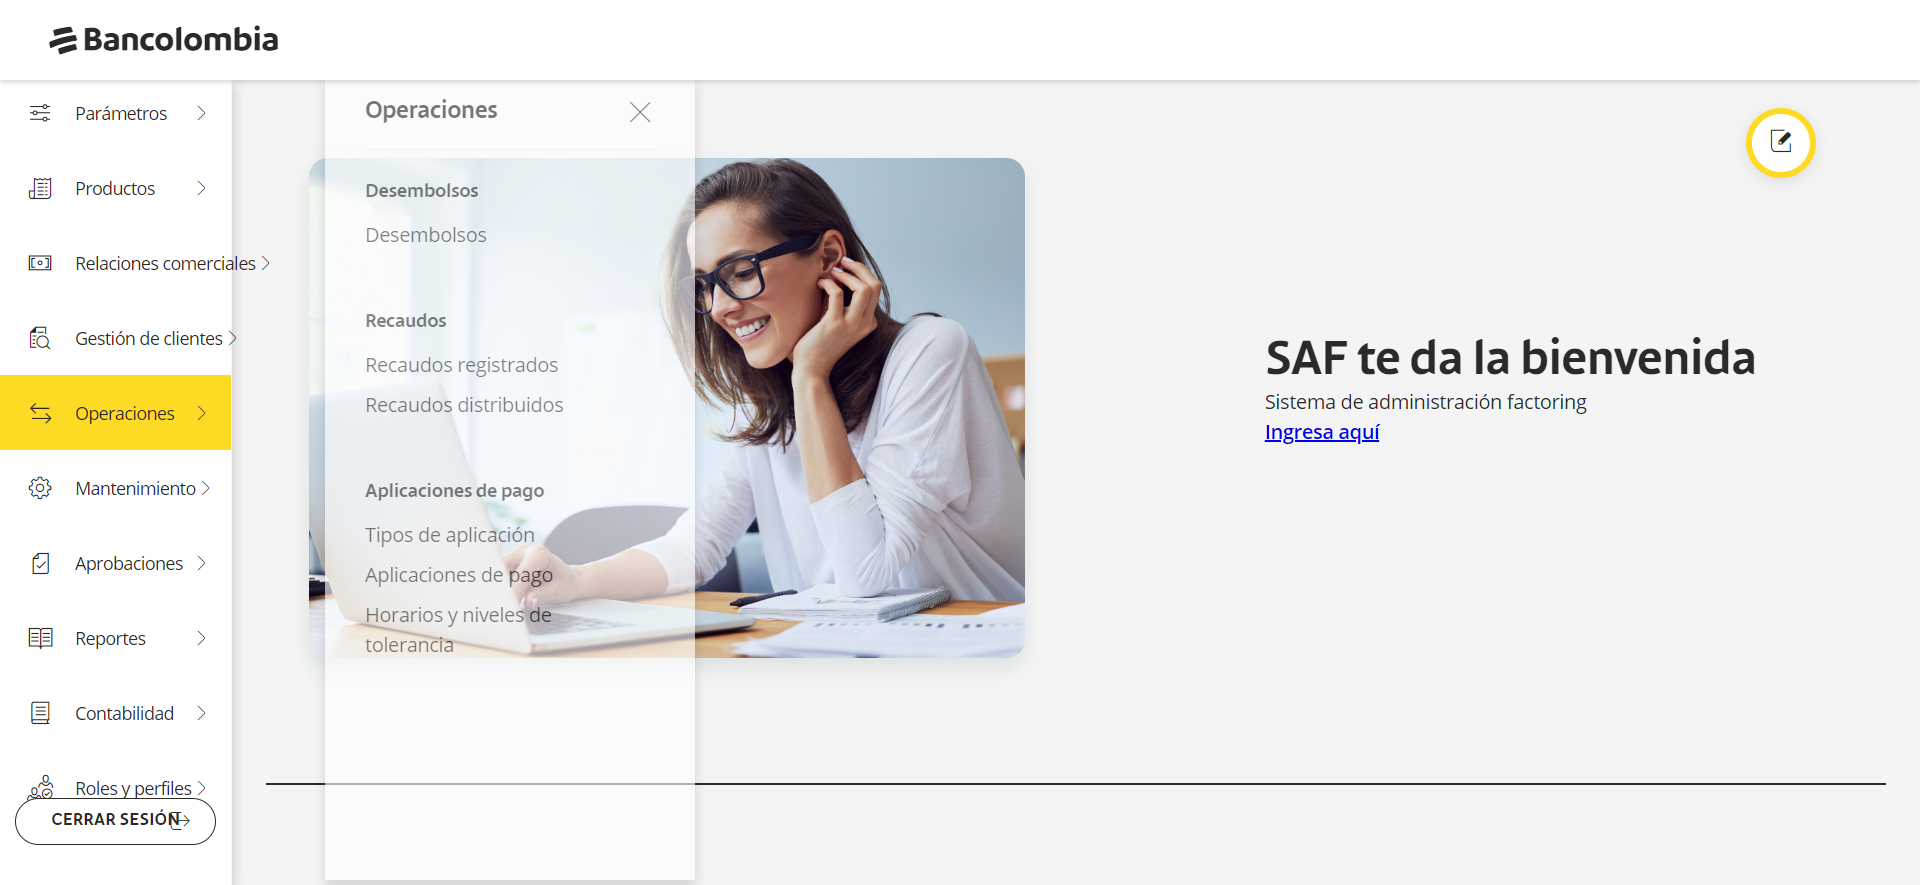 Bancolombia
Parámetros
Productos
Relaciones comerciales
Gestión de clientes
Operaciones
Mantenimiento
Aprobaciones
Reportes
Contabilidad
Roles y perfiles
CERRAR SESIÓN
Operaciones
Desembolsos
Desembolsos
Recaudos
Recaudos registrados
Recaudos distribuidos
Aplicaciones de pago
Tipos de aplicación
Aplicaciones de pago
Horarios y niveles de
tolerancia
SAF te da la bienvenida
Sistema de administración factoring
Ingresa aquí